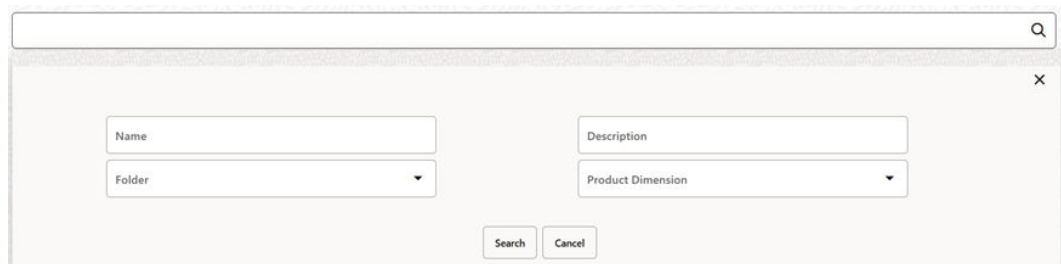 Name
Description
Folder
Product Dimension
Search
Cancel